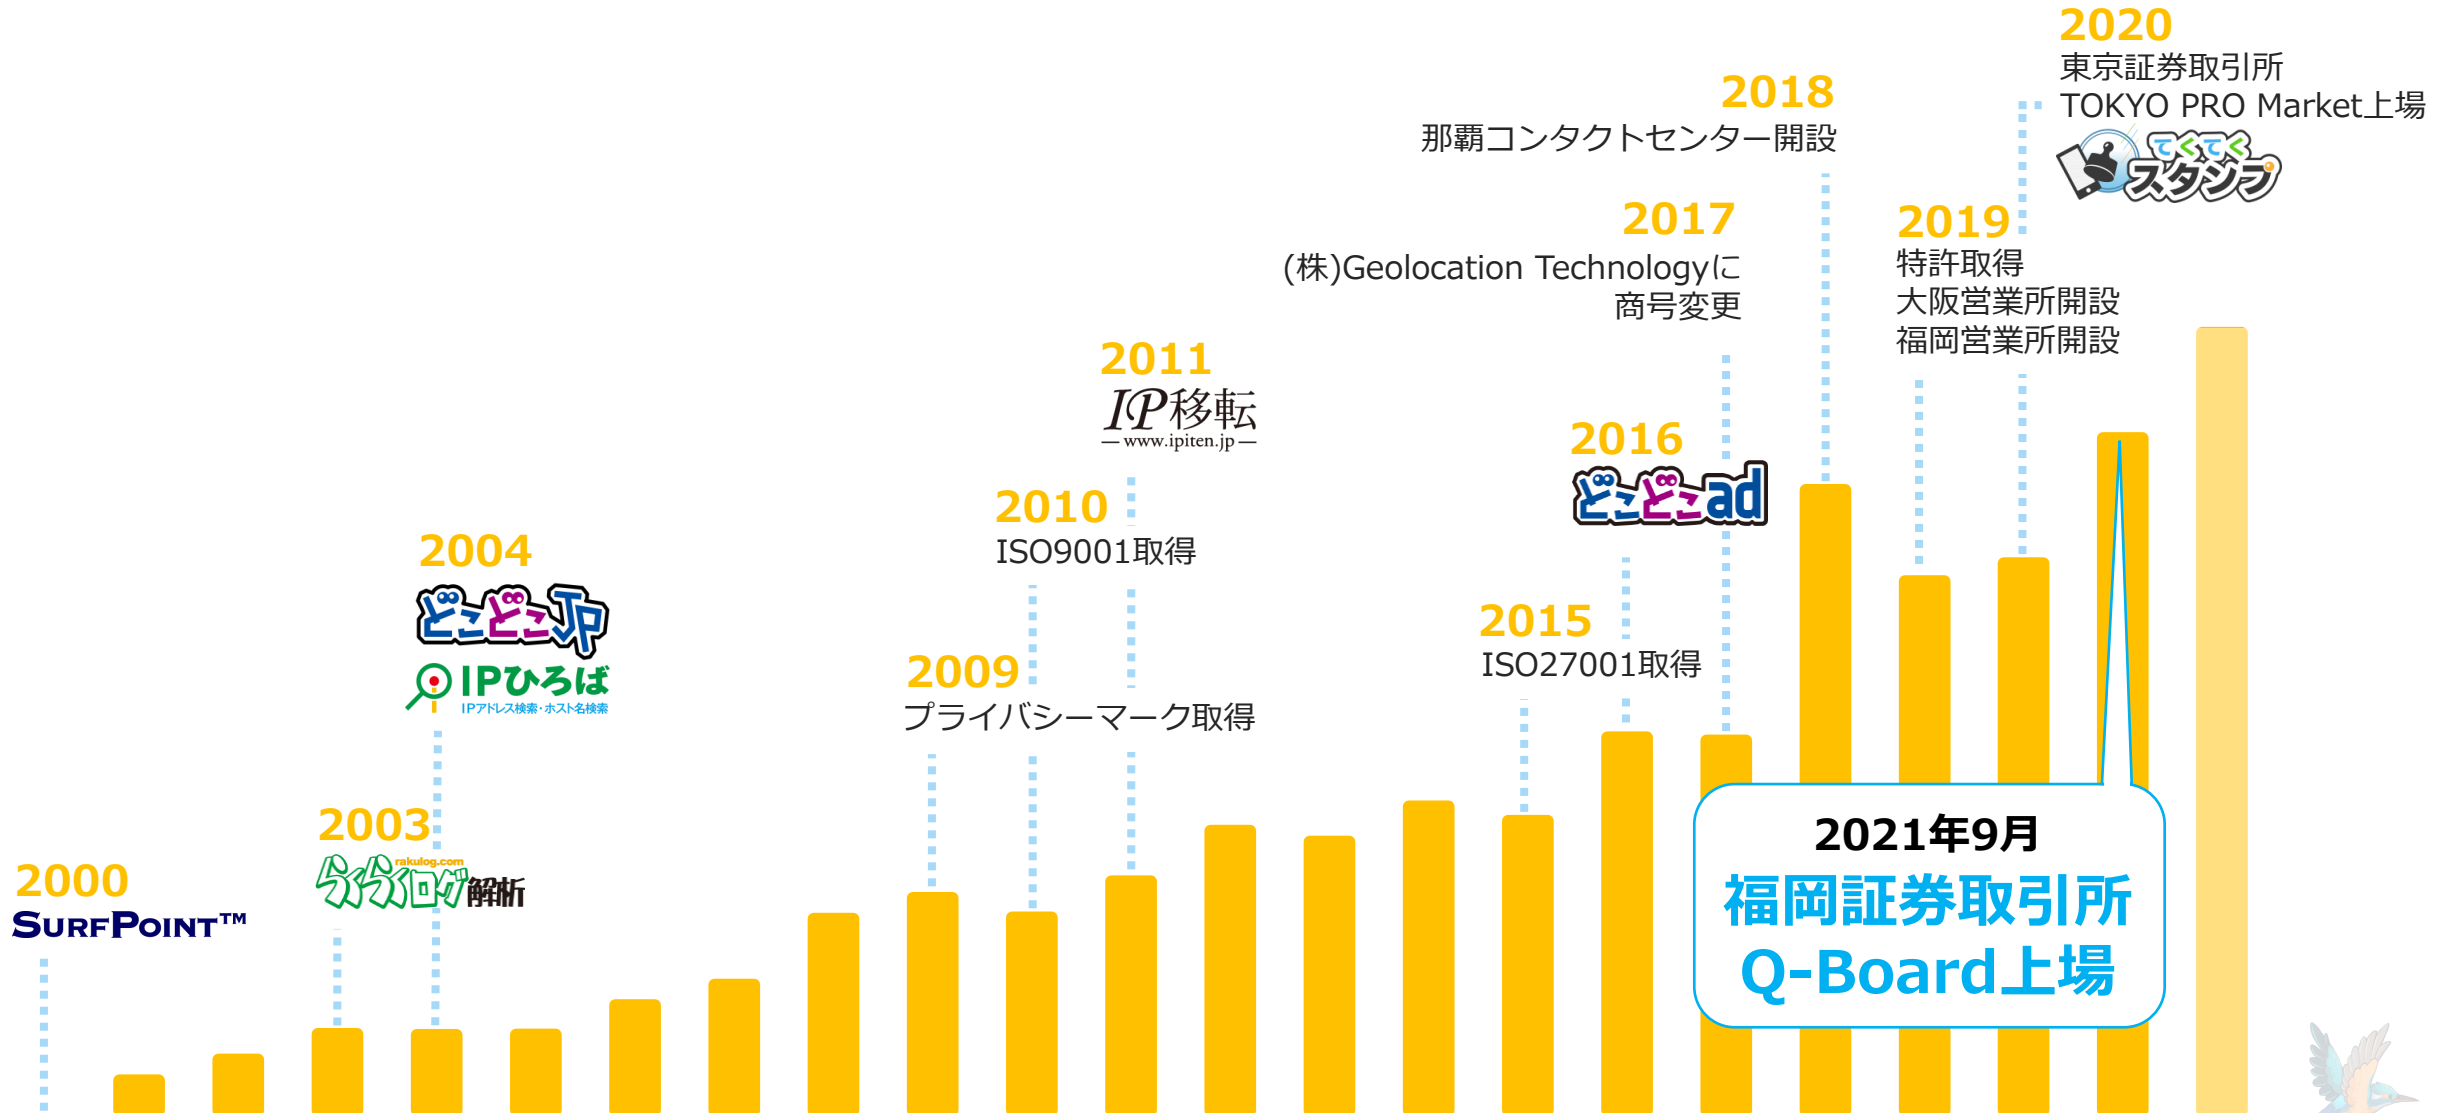 2000
SURFPOINT™
2003
rakulog.com
らくらくログ解析
2004
どこどこJP
IPひろば
IPアドレス検索・ホスト名検索
2009
プライバシーマーク取得
2010
ISO9001取得
2011
IP移転
www.ipiten.jp
2015
ISO27001取得
2016
どこどこad
2017
(株)Geolocation Technologyに
商号変更
2018
那覇コンタクトセンター開設
2019
特許取得
大阪営業所開設
福岡営業所開設
2020
東京証券取引所
TOKYO PRO Market上場
てくてく
スタンプ
2021年9月
福岡証券取引所
Q-Board上場